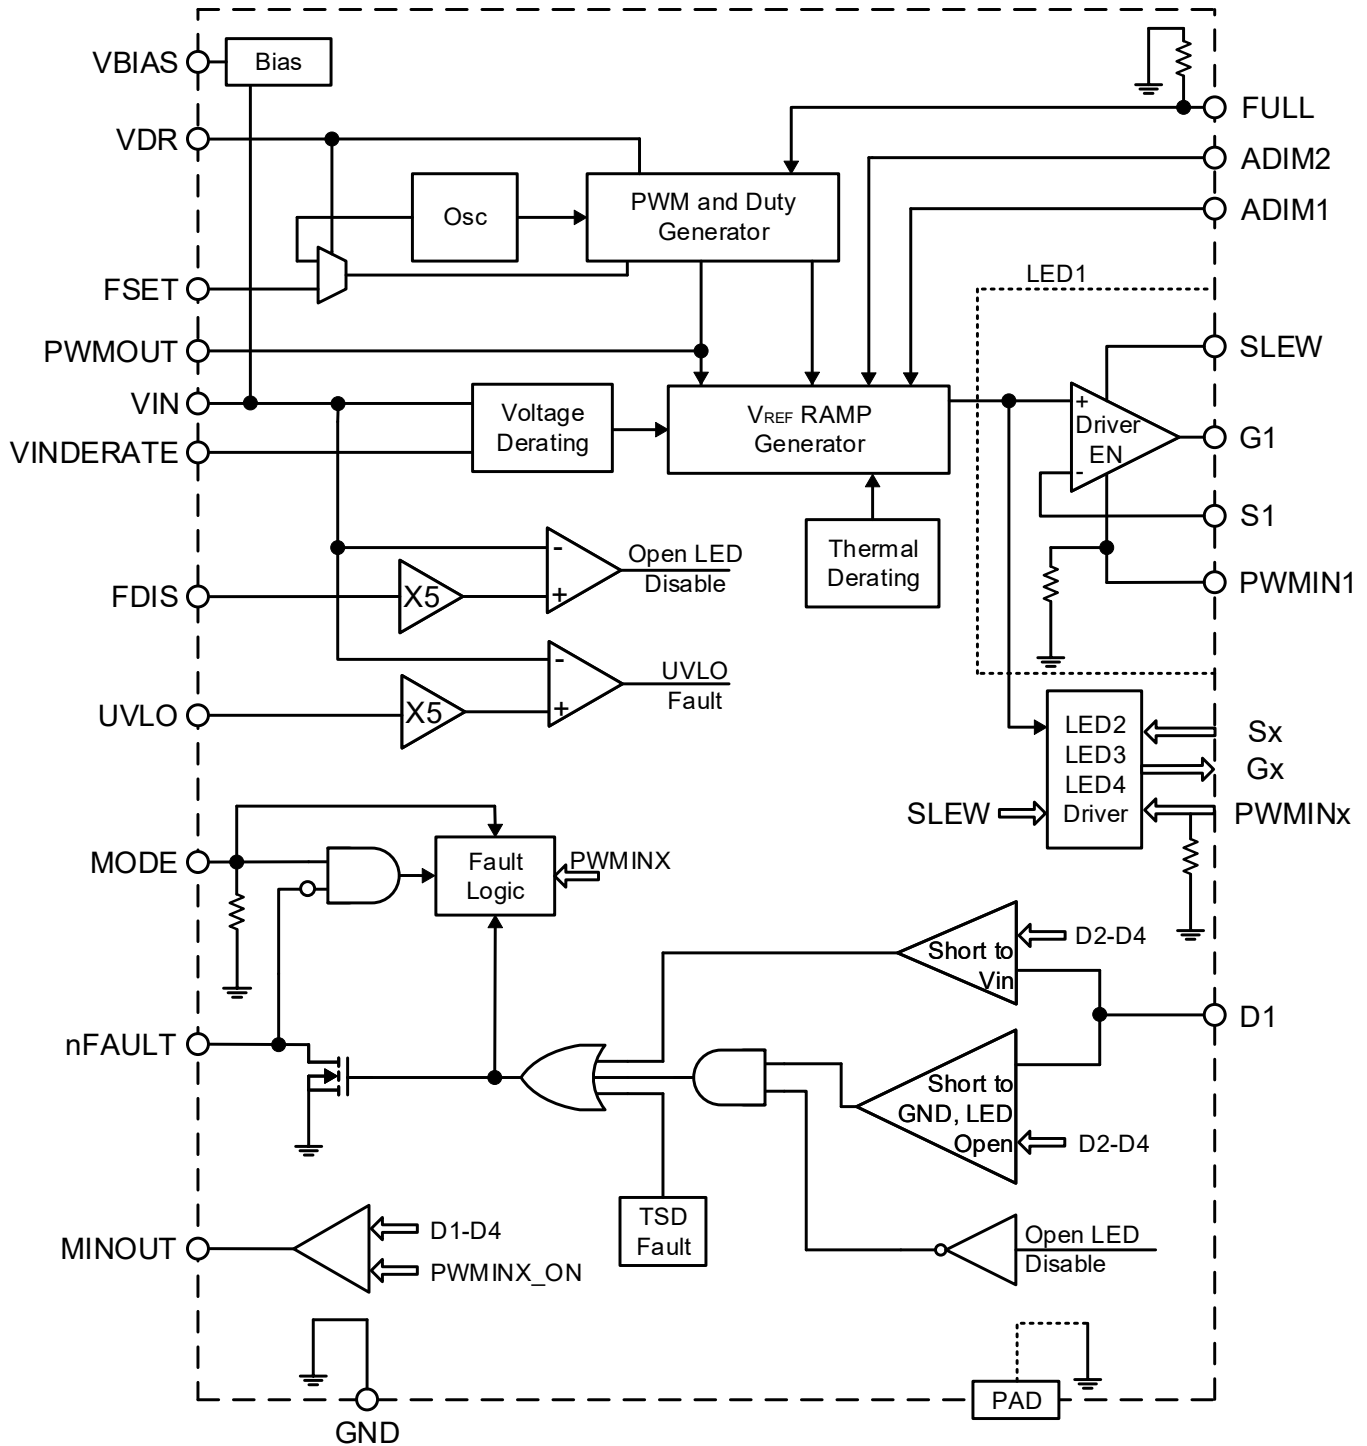 VBIAS
Bias
FULL
VDR
ADIM2
PWM and Duty
Generator
Osc
ADIM1
FSET
LED1
PWMOUT
SLEW
VIN
Voltage
Derating
VREF RAMP
Generator
+
Driver
EN
-
G1
VINDERATE
S1
Thermal
Derating
-
+
Open LED
Disable
FDIS
X5
PWMIN1
-
+
UVLO
Fault
UVLO
X5
LED2
LED3
LED4
Driver
Sx
Gx
SLEW
PWMINx
MODE
Fault
Logic
PWMINX
Short to
Vin
D2-D4
D1
nFAULT
Short to
GND, LED
Open
D2-D4
TSD
Fault
MINOUT
D1-D4
PWMINX_ON
Open LED
Disable
PAD
GND